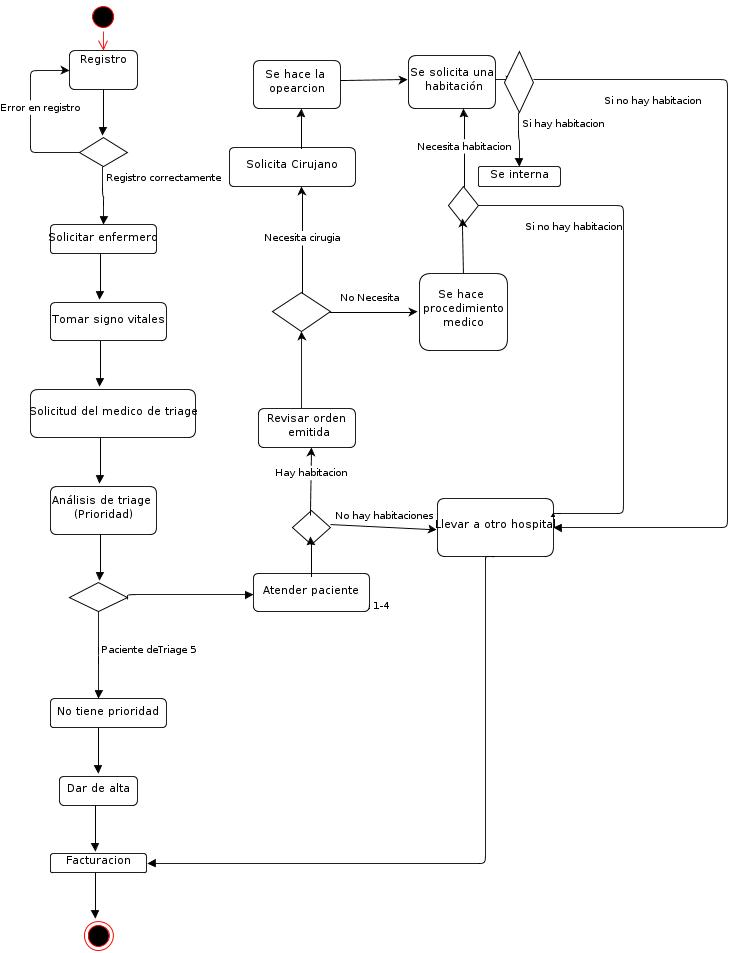 Registro
Error en registro
Registro correctamente
Solicitar enfermero
Tomar signo vitales
Solicitud del medico de triage
Análisis de triage
(Prioridad)
Paciente deTriage 5
No tiene prioridad
Dar de alta
Facturacion
Atender paciente
1-4
Hay habitacion
No hay habitaciones
Llevar a otro hospital
Revisar orden
emitida
No Necesita
Necesita cirugia
Solicita Cirujano
Se hace la
opearcion
Se hace
procedimiento
medico
Necesita habitacion
Si no hay habitacion
Se solicita una
habitación
Si hay habitacion
Se interna
Si no hay habitacion